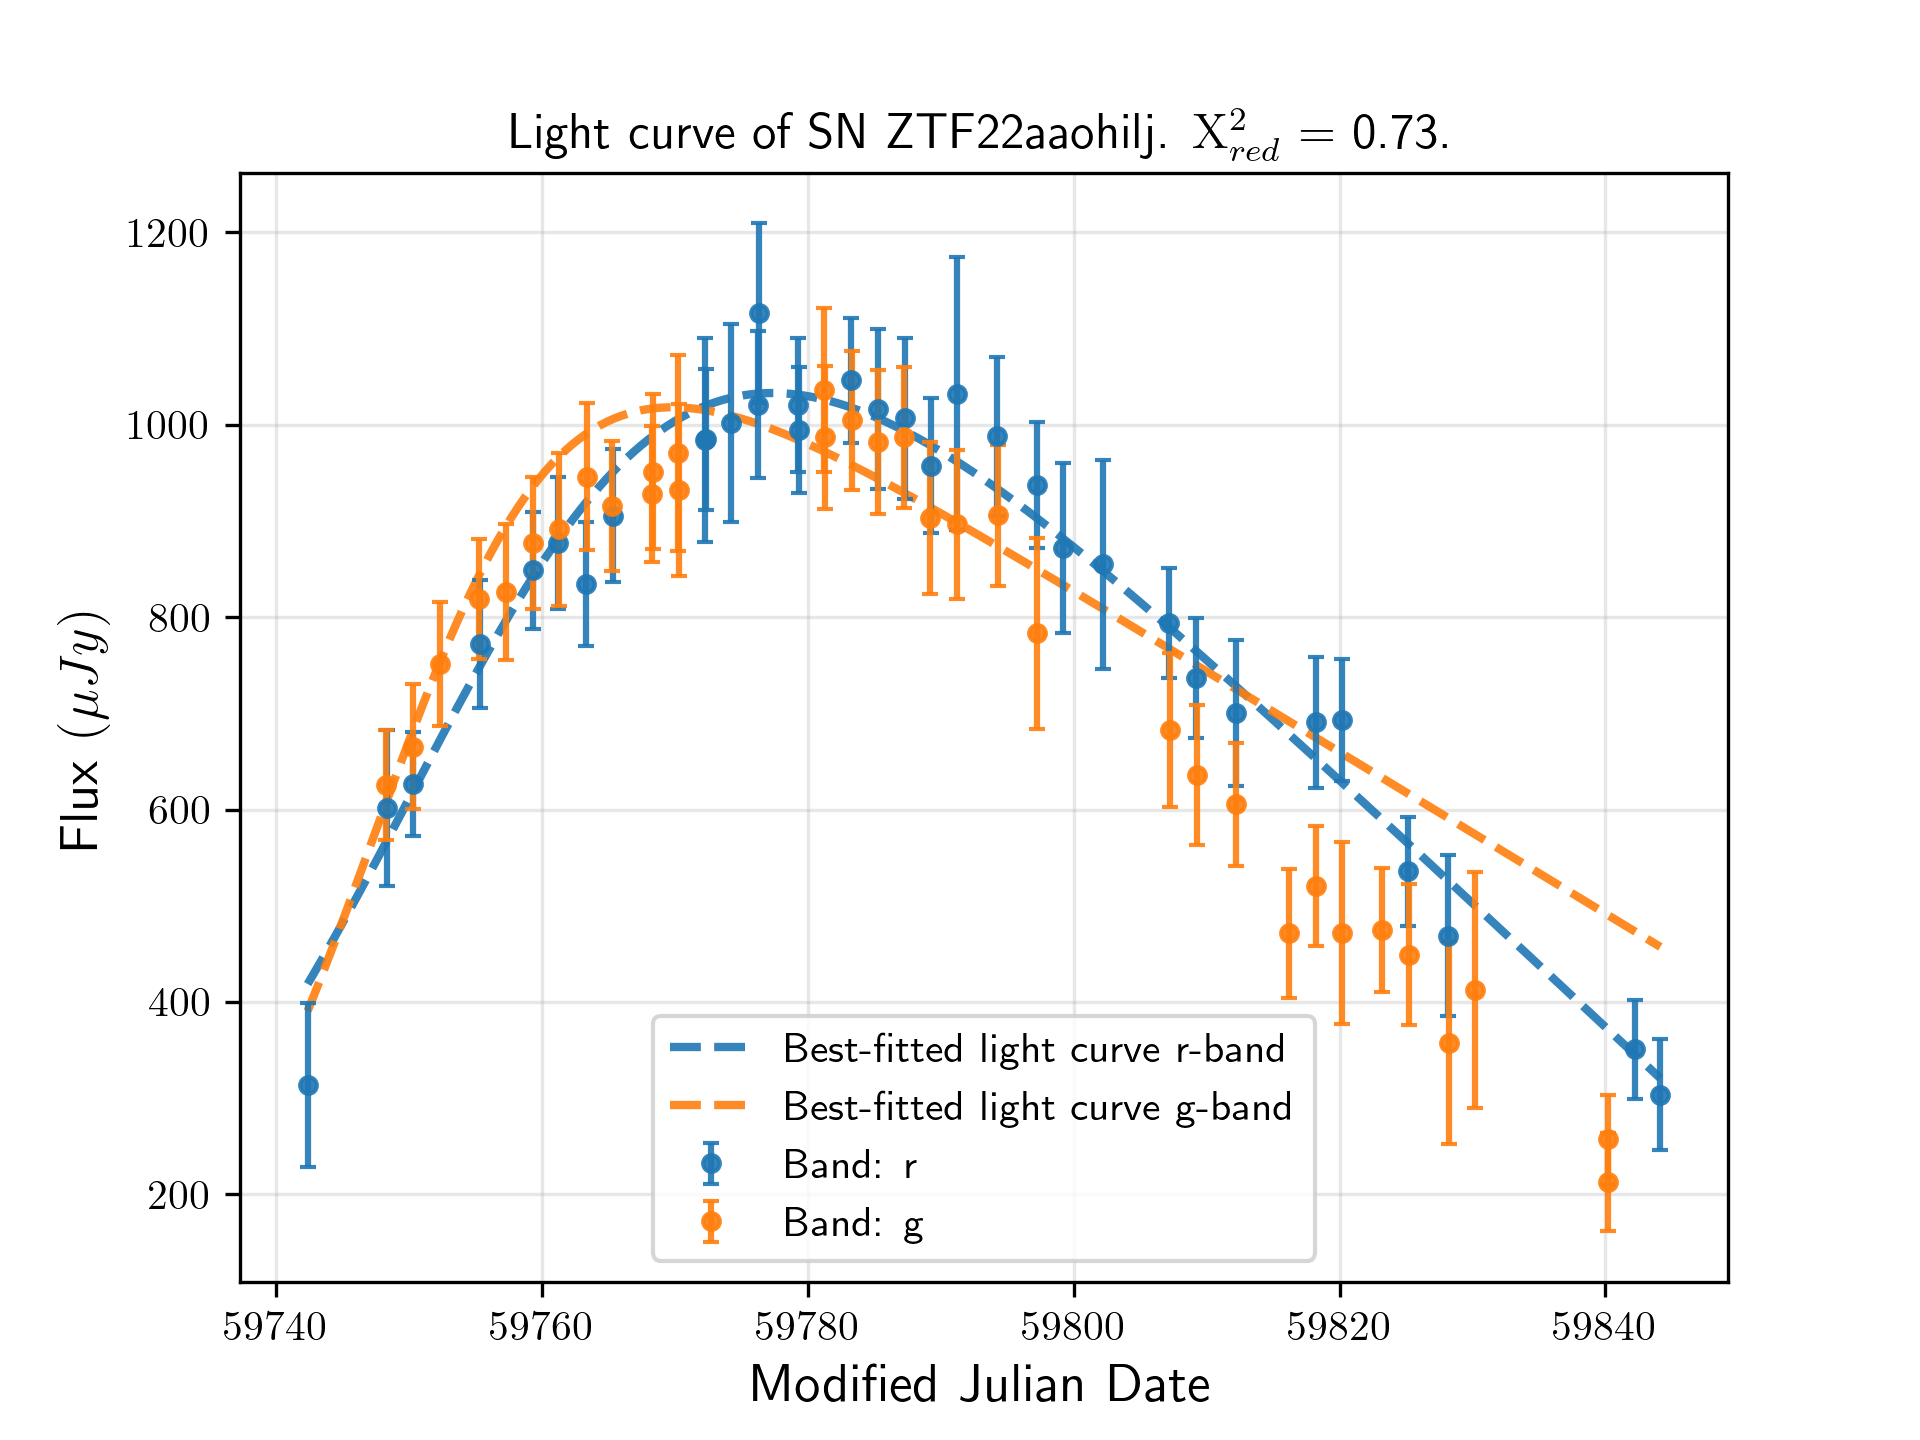 Light curve of SN ZTF22aaohilj. X²red = 0.73.
Flux (μJy)
1200
1000
800
600
400
200
Best-fitted light curve r-band
Best-fitted light curve g-band
Band: r
Band: g
59740 59760 59780 59800 59820 59840
Modified Julian Date